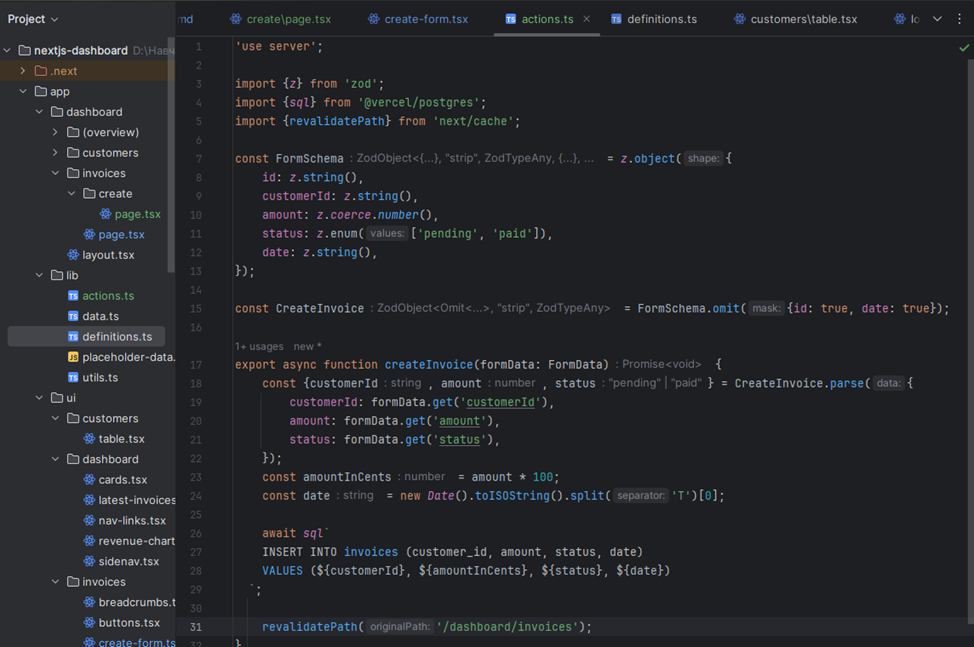 Project
md
create\page.tsx
create-form.tsx
TS actions.ts
TS definitions.ts
customers\table.tsx
nextjs-dashboard D:\Нав
.next
app
dashboard
(overview)
customers
invoices
create
page.tsx
page.tsx
layout.tsx
lib
TS actions.ts
TS data.ts
TS definitions.ts
JS placeholder-data.
TS utils.ts
ui
customers
table.tsx
dashboard
cards.tsx
latest-invoices
nav-links.tsx
revenue-chart
sidenav.tsx
invoices
breadcrumbs.t
buttons.tsx
create-form.ts
1 'use server';
2
3 import {z} from 'zod';
4 import {sql} from '@vercel/postgres';
5 import {revalidatePath} from 'next/cache';
6
7 const FormSchema : ZodObject<{...}, "strip", ZodTypeAny, {...}, ... = z.object( shape: {
8 id: z.string(),
9 customerId: z.string(),
10 amount: z.coerce.number(),
11 status: z.enum( values: ['pending', 'paid']),
12 date: z.string(),
13 });
14
15 const CreateInvoice : ZodObject<Omit<...>, "strip", ZodTypeAny> = FormSchema.omit( mask: {id: true, date: true});
16
1+ usages new *
17 export async function createInvoice(formData: FormData) : Promise<void> {
18 const {customerId : string , amount : number , status : "pending" | "paid" } = CreateInvoice.parse( data: {
19 customerId: formData.get('customerId'),
20 amount: formData.get('amount'),
21 status: formData.get('status'),
22 });
23 const amountInCents : number = amount * 100;
24 const date : string = new Date().toISOString().split( separator: 'T')[0];
25
26 await sql`
27 INSERT INTO invoices (customer_id, amount, status, date)
28 VALUES (${customerId}, ${amountInCents}, ${status}, ${date})
29 `;
30
31 revalidatePath( originalPath: '/dashboard/invoices');
32 }